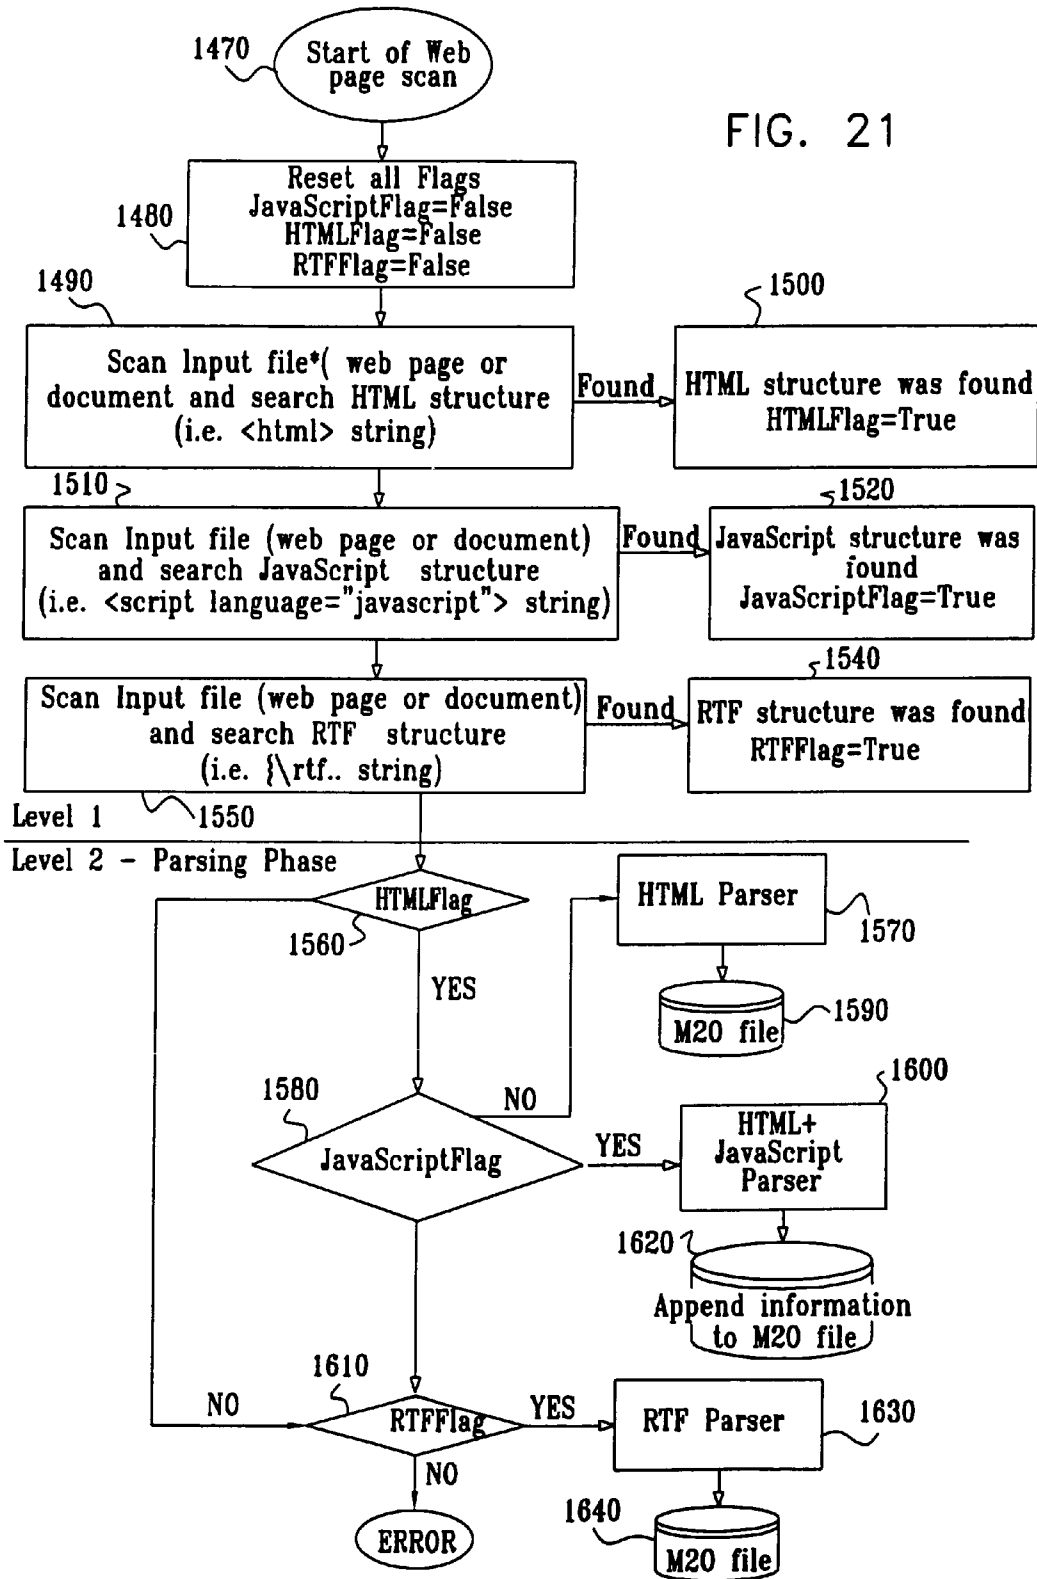 1470
Start of Web
page scan
FIG. 21
1480
Reset all Flags
JavaScriptFlag=False
HTMLFlag=False
RTFFlag=False
1490
Scan Input file*( web page or
document and search HTML structure
(i.e. <html> string)
Found
1500
HTML structure was found
HTMLFlag=True
1510
Scan Input file (web page or document)
and search JavaScript structure
(i.e. <script language="javascript"> string)
Found
1520
JavaScript structure was
found
JavaScriptFlag=True
Scan Input file (web page or document)
and search RTF structure
(i.e. }\rtf.. string)
1550
Found
1540
RTF structure was found
RTFFlag=True
Level 1
Level 2 - Parsing Phase
HTMLFlag
1560
YES
HTML Parser
1570
M20 file
1590
1580
JavaScriptFlag
NO
YES
1600
HTML+
JavaScript
Parser
1620
Append information
to M20 file
1610
NO
RTFFlag
YES
RTF Parser
1630
NO
ERROR
1640
M20 file